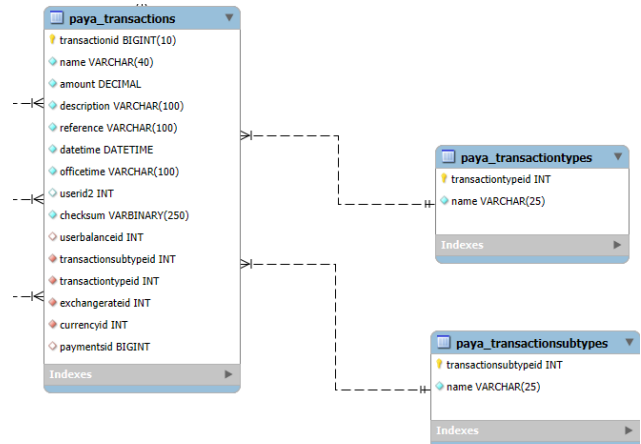 paya_transactions
transactionid BIGINT(10)
name VARCHAR(40)
amount DECIMAL
description VARCHAR(100)
reference VARCHAR(100)
datetime DATETIME
officetime VARCHAR(100)
userid2 INT
checksum VARBINARY(250)
userbalanceid INT
transactionsubtypeid INT
transactiontypeid INT
exchangerateid INT
currencyid INT
paymentsid BIGINT
Indexes
paya_transactiontypes
transactiontypeid INT
name VARCHAR(25)
Indexes
paya_transactionsubtypes
transactionsubtypeid INT
name VARCHAR(25)
Indexes